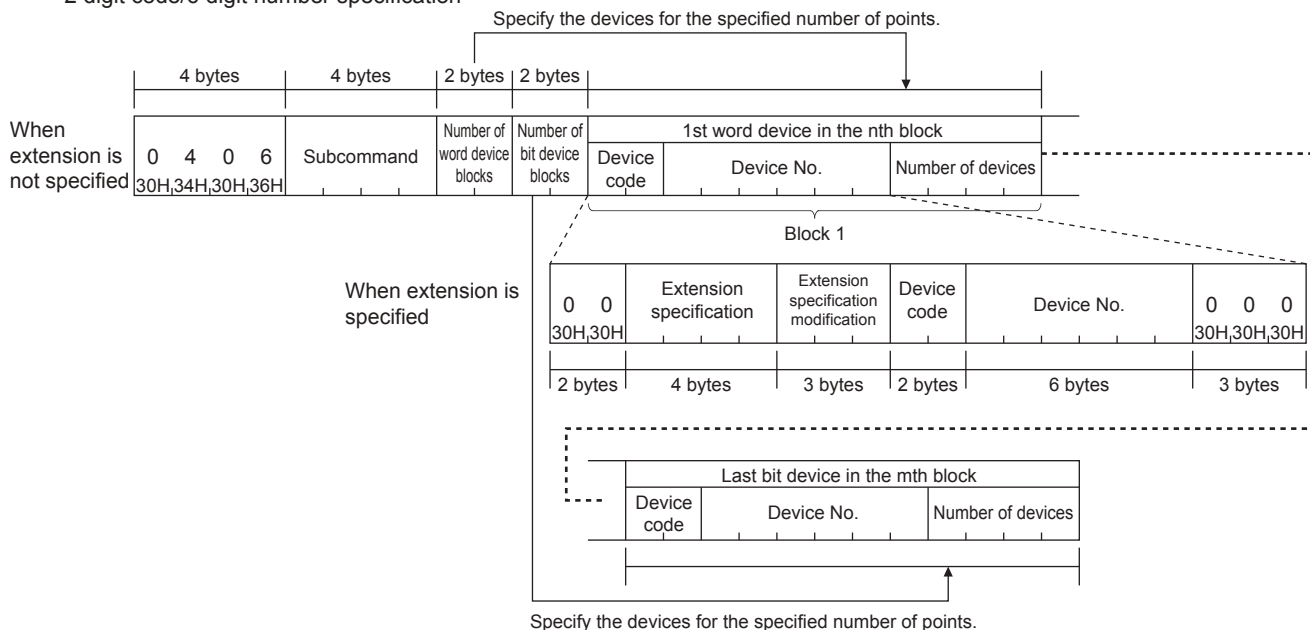 2-digit code/6-digit number specification
Specify the devices for the specified number of points.
4 bytes 4 bytes 2 bytes 2 bytes
When
extension is
not specified
0 4 0 6
30H 34H 30H 36H
Subcommand
Number of
word device
blocks
Number of
bit device
blocks
1st word device in the nth block
Device
code
Device No.
Number of devices
Block 1
When extension is
specified
0 0
30H 30H
Extension
specification
Extension
specification
modification
Device
code
Device No.
0 0 0
30H 30H 30H
2 bytes 4 bytes 3 bytes 2 bytes 6 bytes 3 bytes
Last bit device in the mth block
Device
code
Device No.
Number of devices
Specify the devices for the specified number of points.